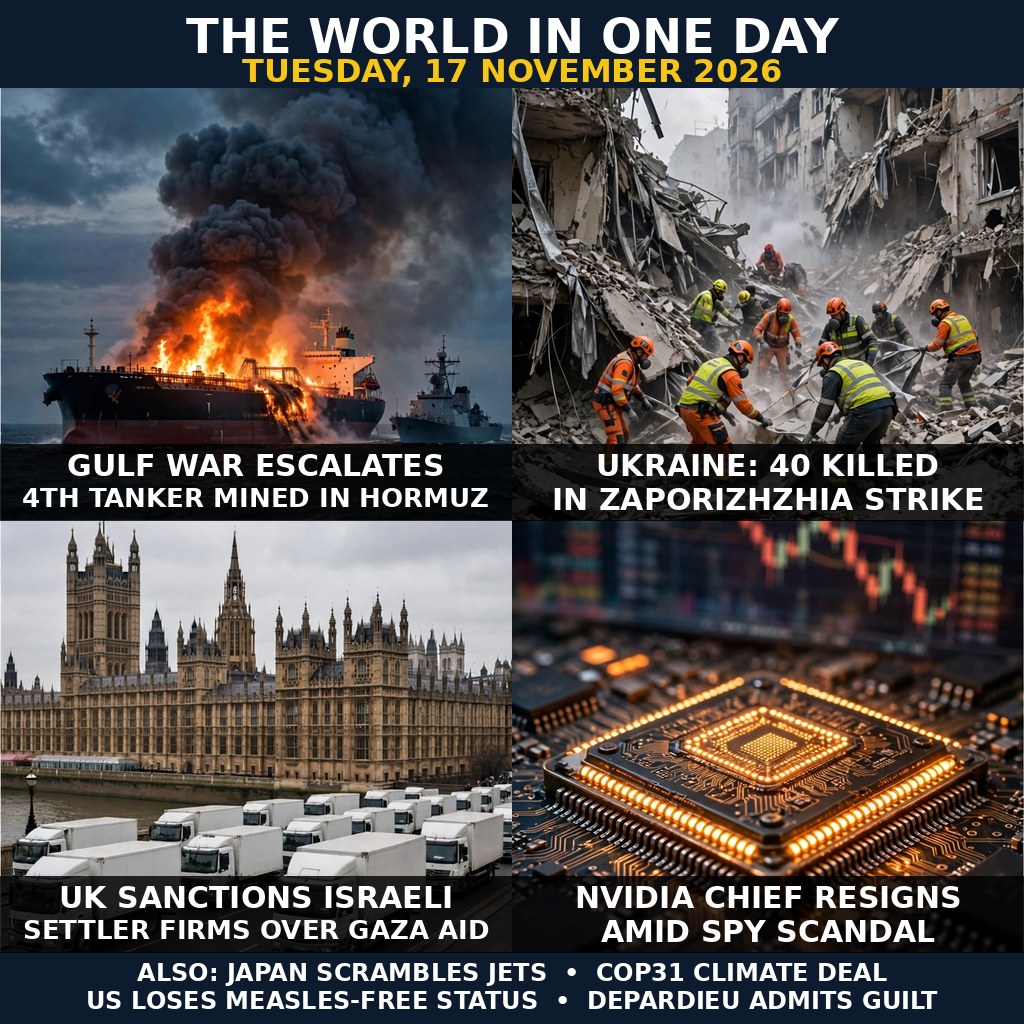 THE WORLD IN ONE DAY
TUESDAY, 17 NOVEMBER 2026
GULF WAR ESCALATES
4TH TANKER MINED IN HORMUZ
UKRAINE: 40 KILLED
IN ZAPORIZHZHIA STRIKE
UK SANCTIONS ISRAELI
SETTLER FIRMS OVER GAZA AID
NVIDIA CHIEF RESIGNS
AMID SPY SCANDAL
ALSO: JAPAN SCRAMBLES JETS • COP31 CLIMATE DEAL
US LOSES MEASLES-FREE STATUS • DEPARDIEU ADMITS GUILT